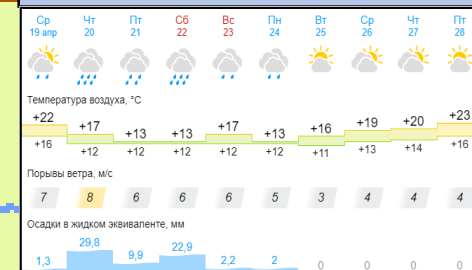 Ср Чт Пт Сб Вс Пн Вт Ср Чт Пт
19 апр 20 21 22 23 24 25 26 27 28
Температура воздуха, °C
+22 +17 +13 +13 +17 +13 +16 +19 +20 +23
+16 +12 +12 +12 +12 +12 +11 +13 +14 +16
Порывы ветра, м/с
7 8 6 6 6 5 3 4 4 4
Осадки в жидком эквиваленте, мм
1,3 29,8 9,9 22,9 2,2 2 0 0 0 0